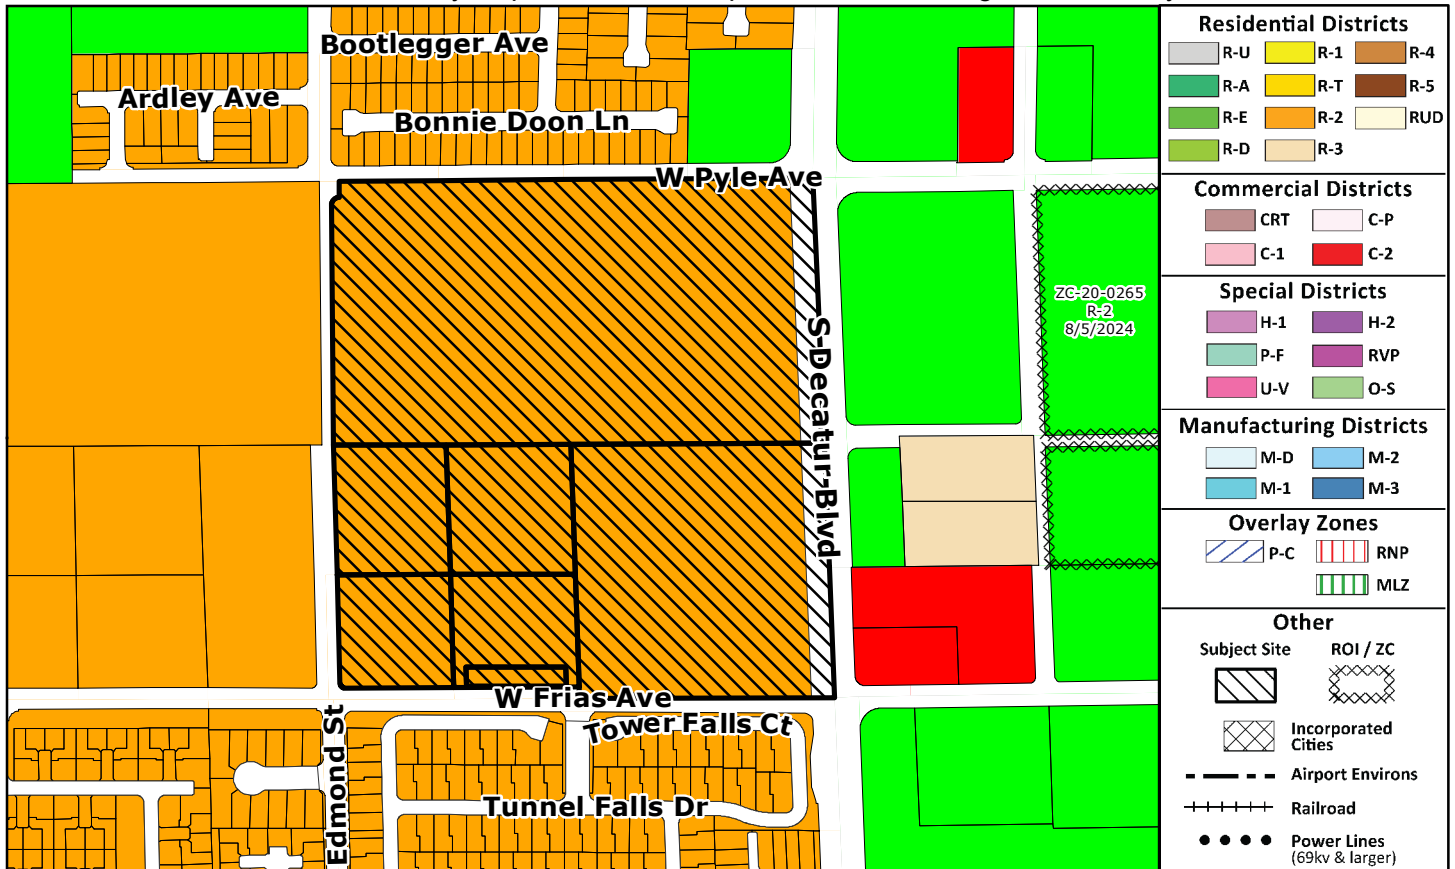 Bootlegger Ave
Ardley Ave
Bonnie Doon Ln
W Pyle Ave
S Decatur Blvd
ZC-20-0265
R-2
8/5/2024
W Frias Ave
Tower Falls Ct
Edmond St
Tunnel Falls Dr
Residential Districts
R-U R-1 R-4
R-A R-T R-5
R-E R-2 RUD
R-D R-3
Commercial Districts
CRT C-P
C-1 C-2
Special Districts
H-1 H-2
P-F RVP
U-V O-S
Manufacturing Districts
M-D M-2
M-1 M-3
Overlay Zones
P-C RNP
MLZ
Other
Subject Site ROI / ZC
Incorporated
Cities
Airport Environs
Railroad
Power Lines
(69kv & larger)